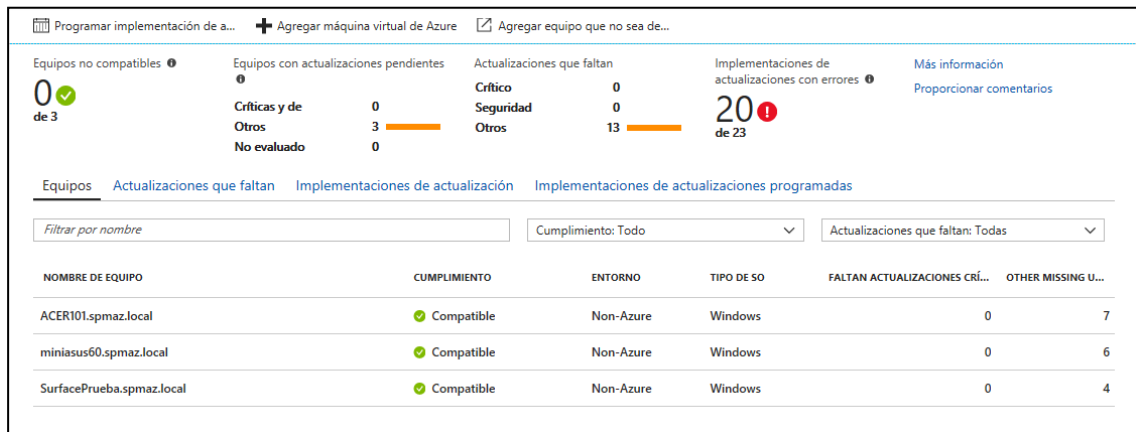 Programar implementación de a... Agregar máquina virtual de Azure Agregar equipo que no sea de...
Equipos no compatibles
0
de 3
Equipos con actualizaciones pendientes
Críticas y de 0
Otros 3
No evaluado 0
Actualizaciones que faltan
Crítico 0
Seguridad 0
Otros 13
Implementaciones de
actualizaciones con errores
20
de 23
Más información
Proporcionar comentarios
Equipos Actualizaciones que faltan Implementaciones de actualización Implementaciones de actualizaciones programadas
Filtrar por nombre Cumplimiento: Todo Actualizaciones que faltan: Todas
NOMBRE DE EQUIPO CUMPLIMIENTO ENTORNO TIPO DE SO FALTAN ACTUALIZACIONES CRÍ... OTHER MISSING U...
ACER101.spmaz.local Compatible Non-Azure Windows 0 7
miniasus60.spmaz.local Compatible Non-Azure Windows 0 6
SurfacePrueba.spmaz.local Compatible Non-Azure Windows 0 4